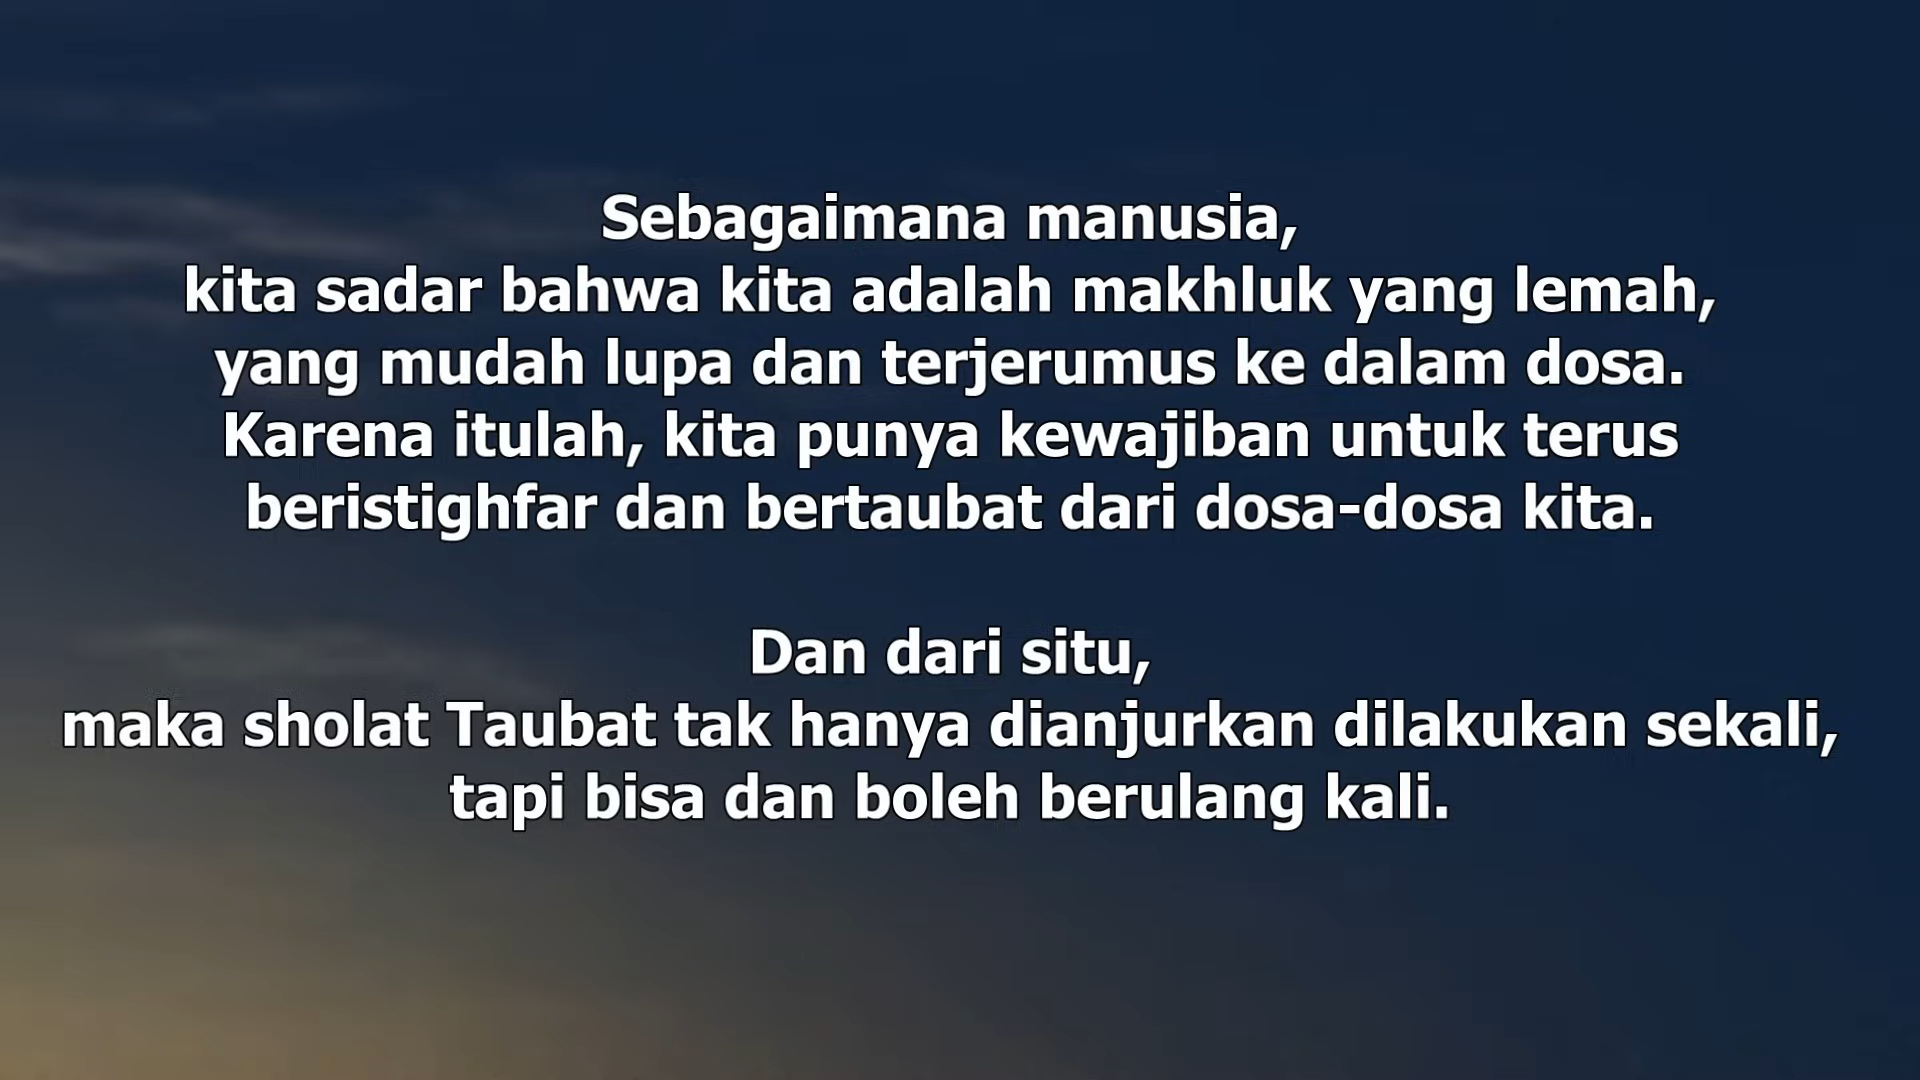 Sebagaimana manusia,
kita sadar bahwa kita adalah makhluk yang lemah,
yang mudah lupa dan terjerumus ke dalam dosa.
Karena itulah, kita punya kewajiban untuk terus
beristighfar dan bertaubat dari dosa-dosa kita.
Dan dari situ,
maka sholat Taubat tak hanya dianjurkan dilakukan sekali,
tapi bisa dan boleh berulang kali.